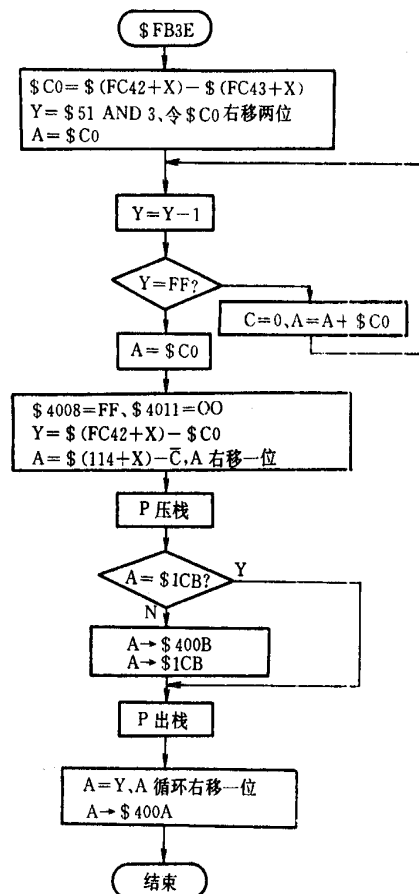 $FB3E
$C0=$(FC42+X)-$(FC43+X)
Y=$51 AND 3、令$C0右移两位
A=$C0
Y=Y-1
Y=FF?
C=0、A=A+$C0
A=$C0
$4008=FF、$4011=OO
Y=$(FC42+X)-$C0
A=$(114+X)-C̅,A右移一位
P压栈
A=$1CB?
Y
N
A→$400B
A→$1CB
P出栈
A=Y、A循环右移一位
A→$400A
结束